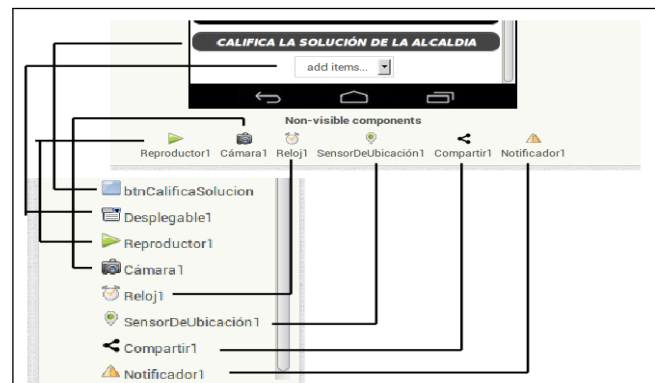 CALIFICA LA SOLUCIÓN DE LA ALCALDIA
add items...
Non-visible components
Reproductor1 Cámara1 Reloj1 SensorDeUbicación1 Compartir1 Notificador1
btnCalificaSolucion
Desplegable1
Reproductor1
Cámara1
Reloj1
SensorDeUbicación1
Compartir1
Notificador1